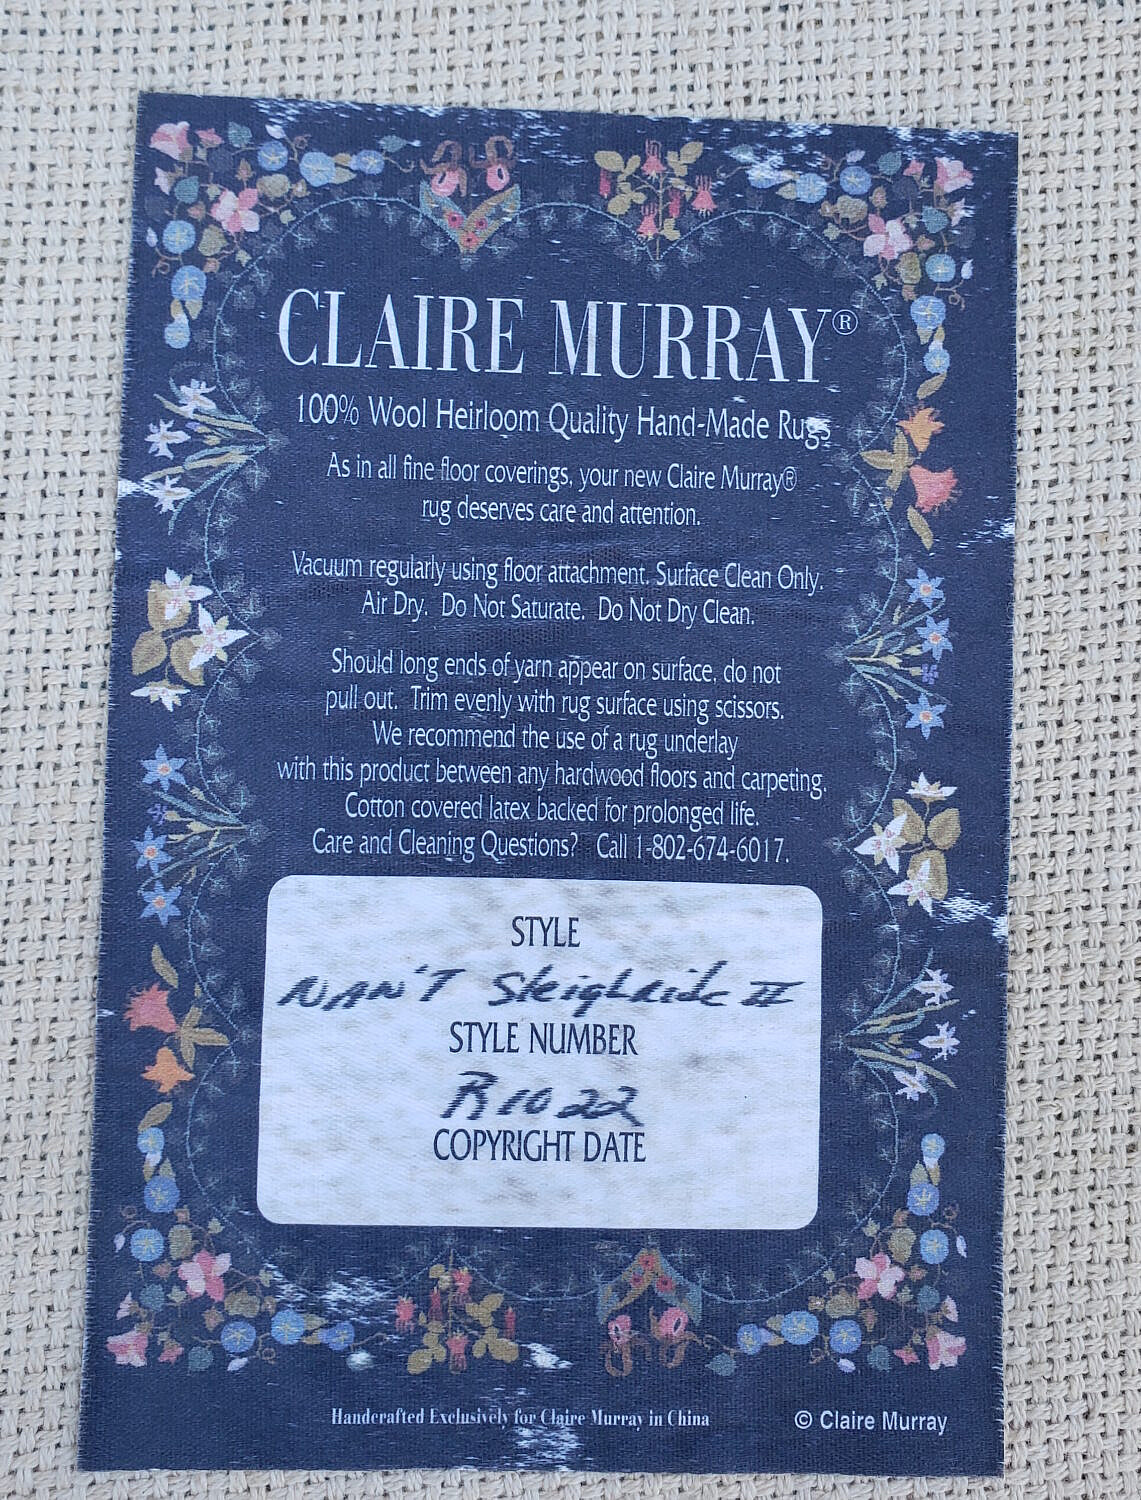 CLAIRE MURRAY®
100% Wool Heirloom Quality Hand-Made Rugs
As in all fine floor coverings, your new Claire Murray®
rug deserves care and attention.
Vacuum regularly using floor attachment. Surface Clean Only.
Air Dry. Do Not Saturate. Do Not Dry Clean.
Should long ends of yarn appear on surface, do not
pull out. Trim evenly with rug surface using scissors.
We recommend the use of a rug underlay
with this product between any hardwood floors and carpeting.
Cotton covered latex backed for prolonged life.
Care and Cleaning Questions? Call 1-802-674-6017.
STYLE
NAN'T Sleighride II
STYLE NUMBER
R1022
COPYRIGHT DATE
Handcrafted Exclusively for Claire Murray in China
© Claire Murray